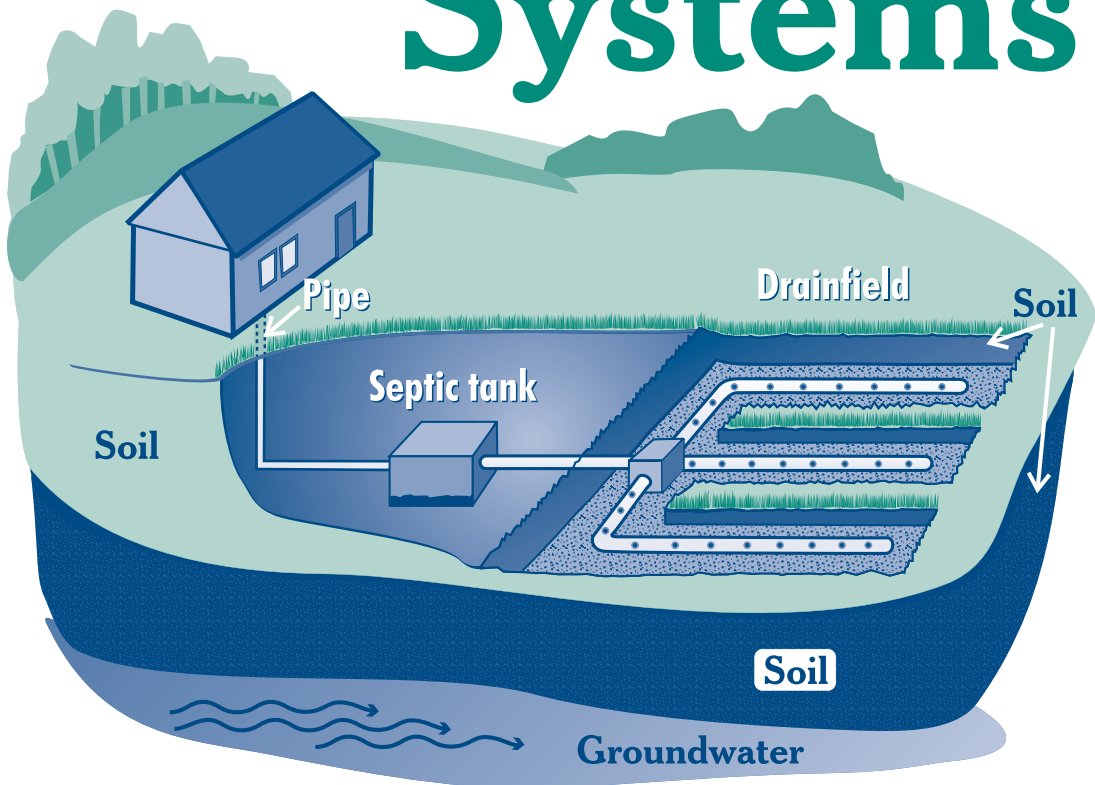 Systems
Pipe
Drainfield
Soil
Septic tank
Soil
Soil
Groundwater